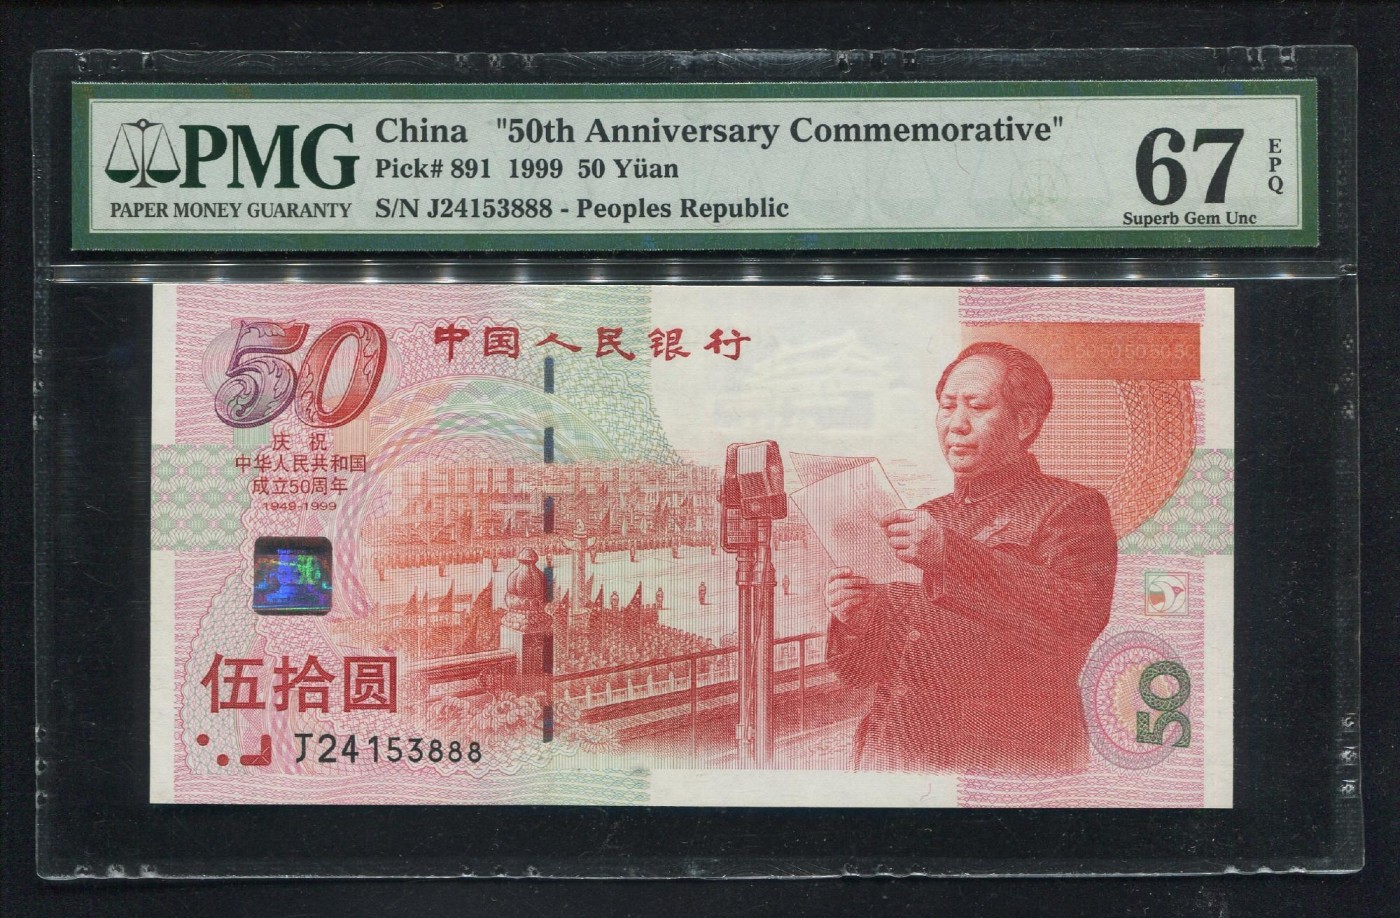 PMG
PAPER MONEY GUARANTY
China "50th Anniversary Commemorative"
Pick# 891 1999 50 Yüan
S/N J24153888 - Peoples Republic
67
EPQ
Superb Gem Unc
50
中国人民银行
庆祝
中华人民共和国
成立50周年
1949-1999
伍拾圆
J24153888
50